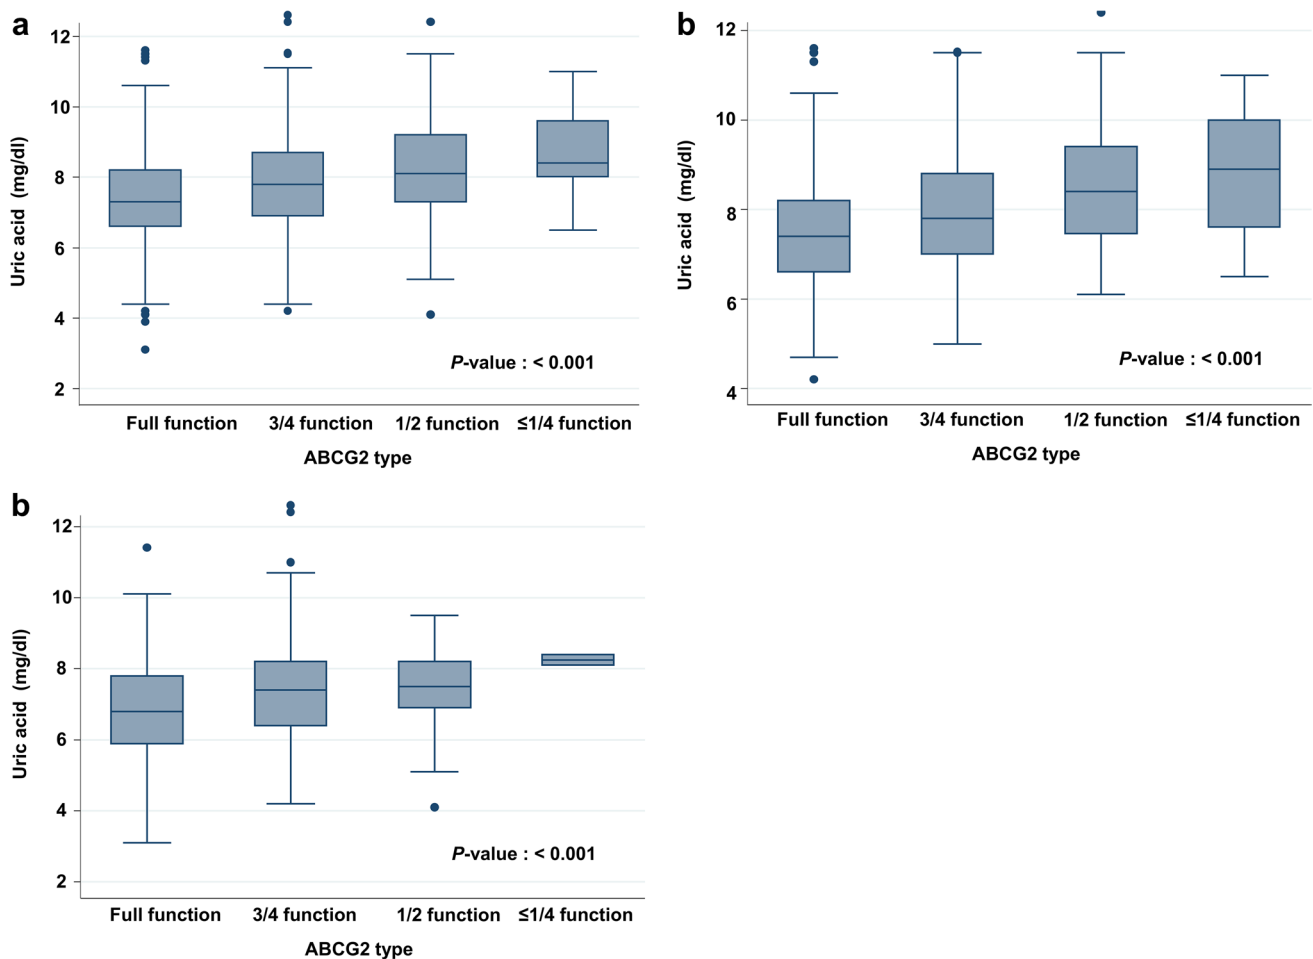 a
Uric acid (mg/dl)
12
10
8
6
4
2
P-value : < 0.001
Full function 3/4 function 1/2 function ≤1/4 function
ABCG2 type
b
Uric acid (mg/dl)
12
10
8
6
4
P-value : < 0.001
Full function 3/4 function 1/2 function ≤1/4 function
ABCG2 type
b
Uric acid (mg/dl)
12
10
8
6
4
2
P-value : < 0.001
Full function 3/4 function 1/2 function ≤1/4 function
ABCG2 type